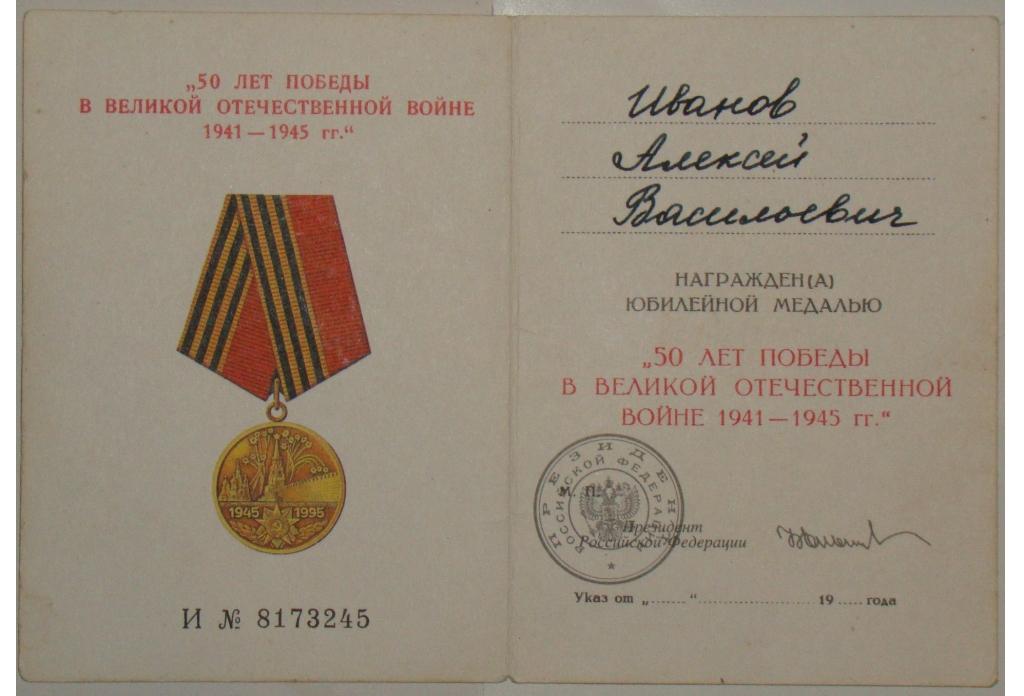 „50 ЛЕТ ПОБЕДЫ
В ВЕЛИКОЙ ОТЕЧЕСТВЕННОЙ ВОЙНЕ
1941—1945 гг.“
1945 1995
И № 8173245
Иванов
Алексей
Васильевич
НАГРАЖДЕН(А)
ЮБИЛЕЙНОЙ МЕДАЛЬЮ
„50 ЛЕТ ПОБЕДЫ
В ВЕЛИКОЙ ОТЕЧЕСТВЕННОЙ
ВОЙНЕ 1941—1945 гг.“
ПРЕЗИДЕНТ
РОССИЙСКОЙ ФЕДЕРАЦИИ
М. П.
Президент
Российской Федерации
Указ от „......“ .................... 19 ..... года